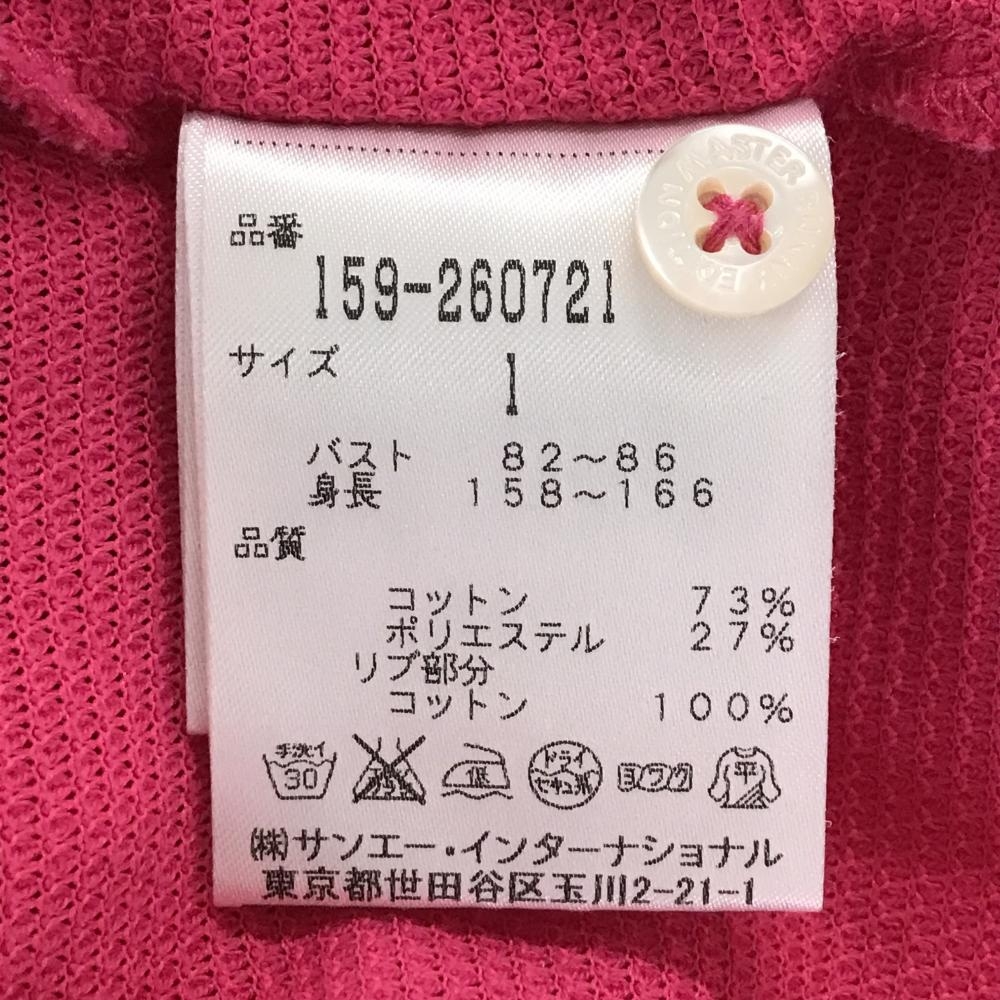 MASTER
品番
159-260721
サイズ 1
バスト 82～86
身長 158～166
品質
コットン 73%
ポリエステル 27%
リブ部分
コットン 100%
手洗イ 30 低 ドライ セキユ系 ヨワク 平
㈱サンエー・インターナショナル
東京都世田谷区玉川2-21-1